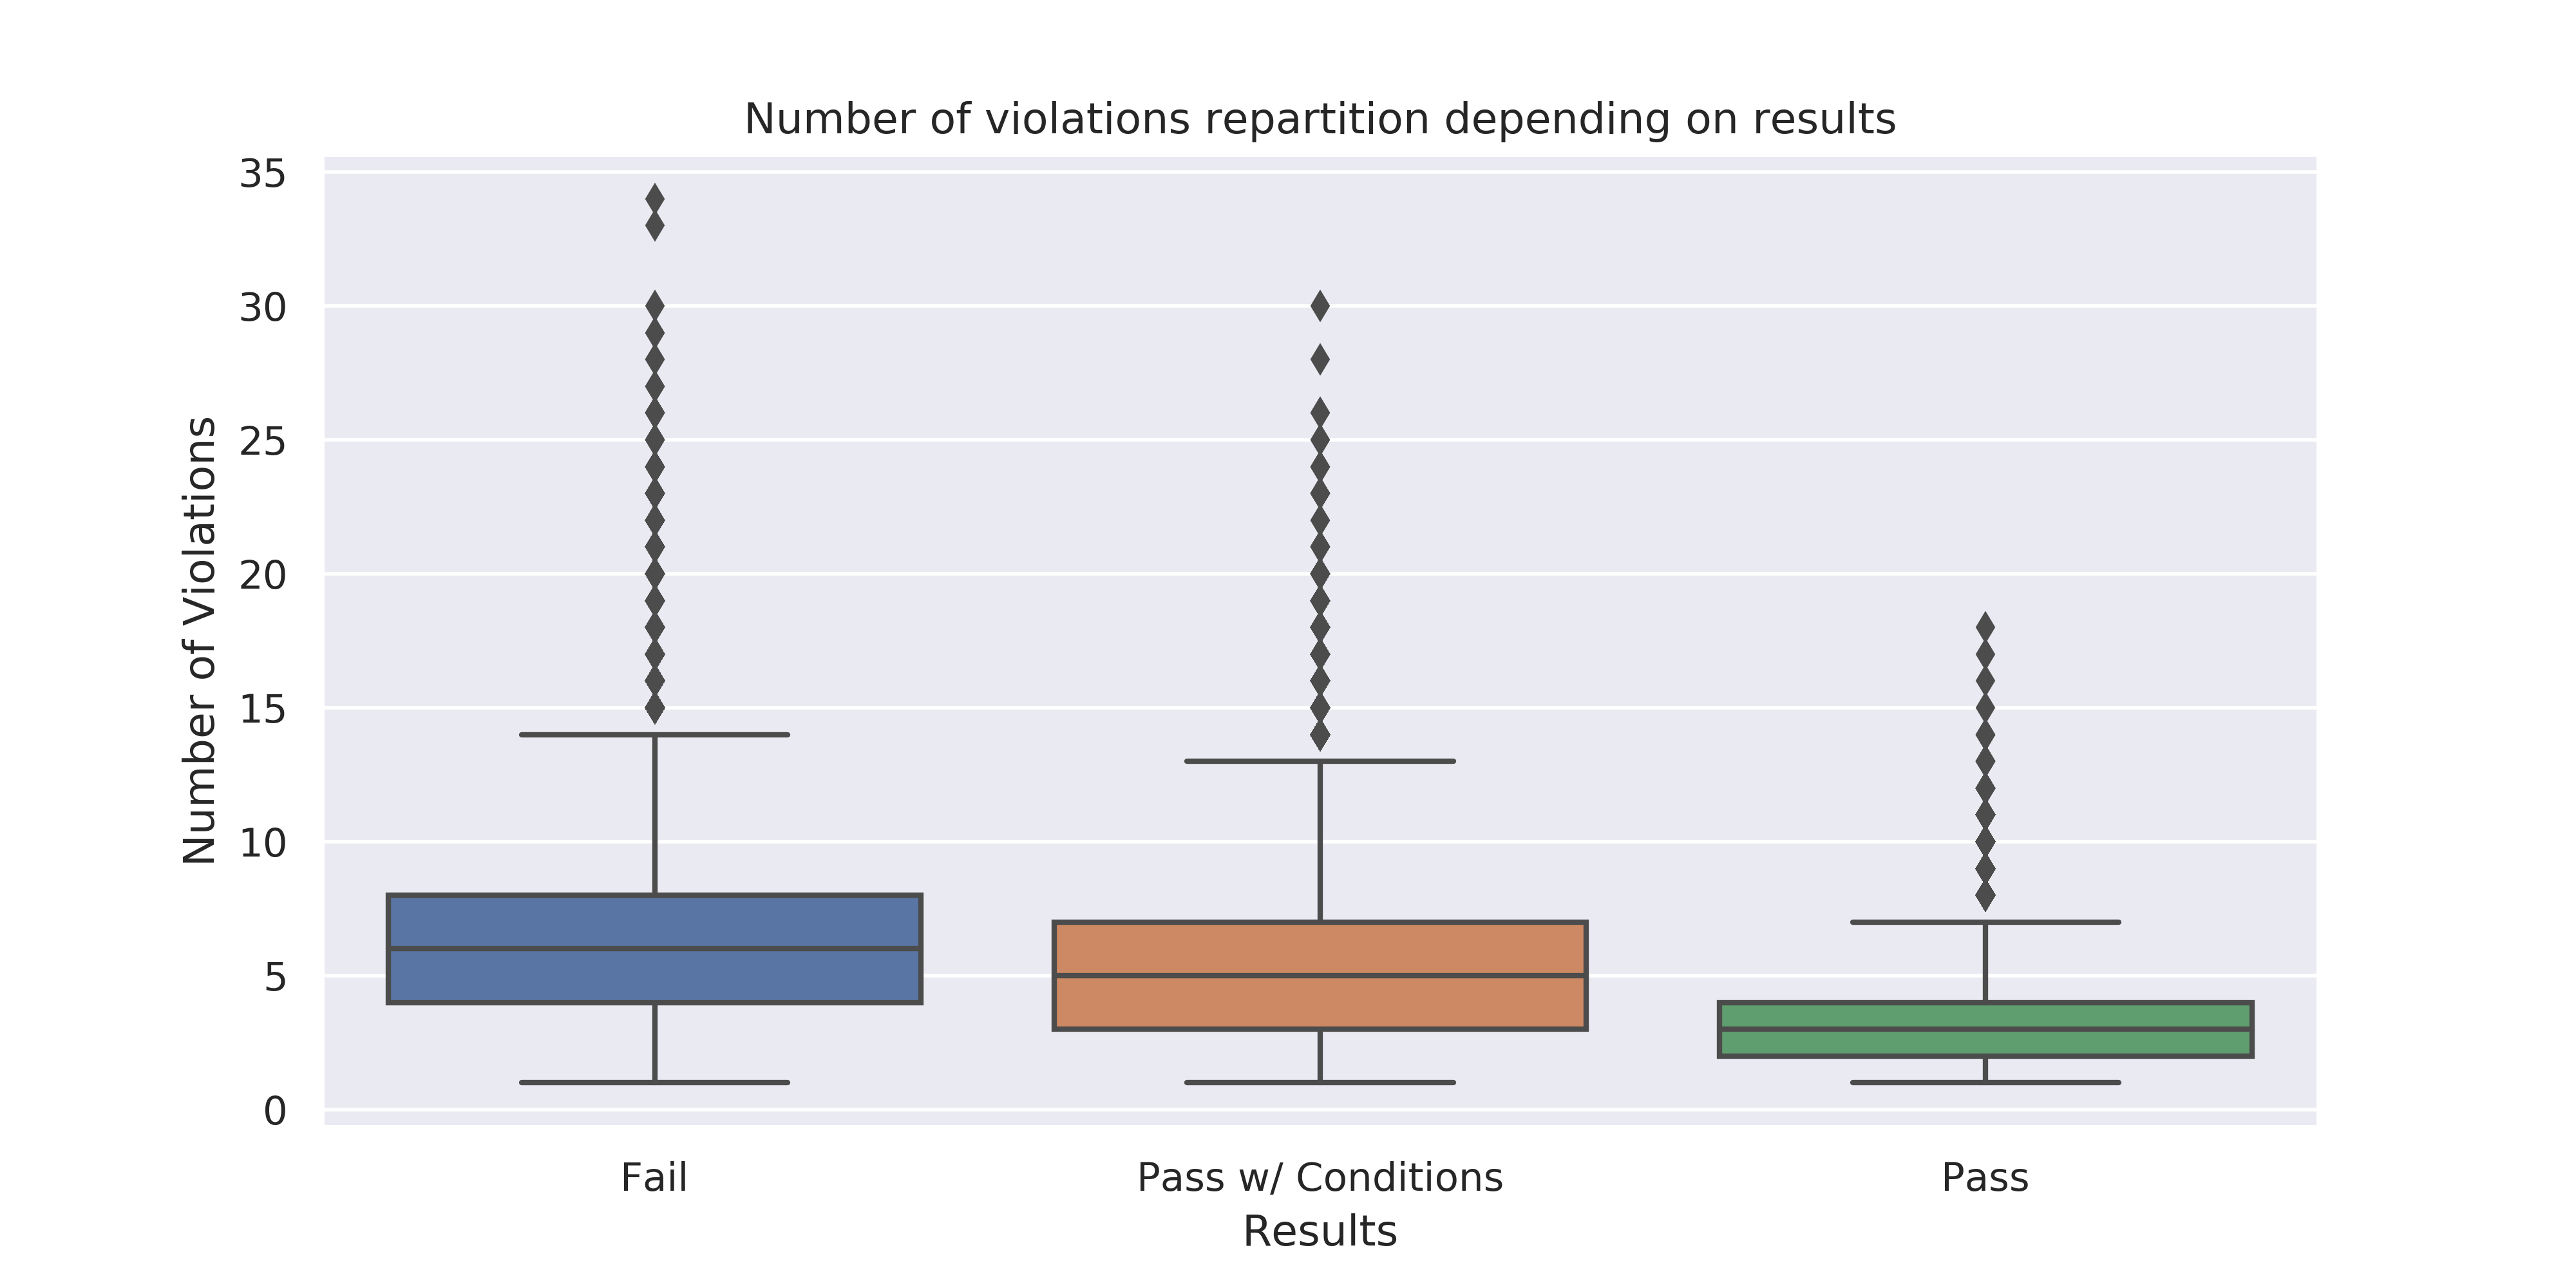 Number of violations repartition depending on results
35
30
25
20
15
10
5
0
Number of Violations
Fail
Pass w/ Conditions
Pass
Results